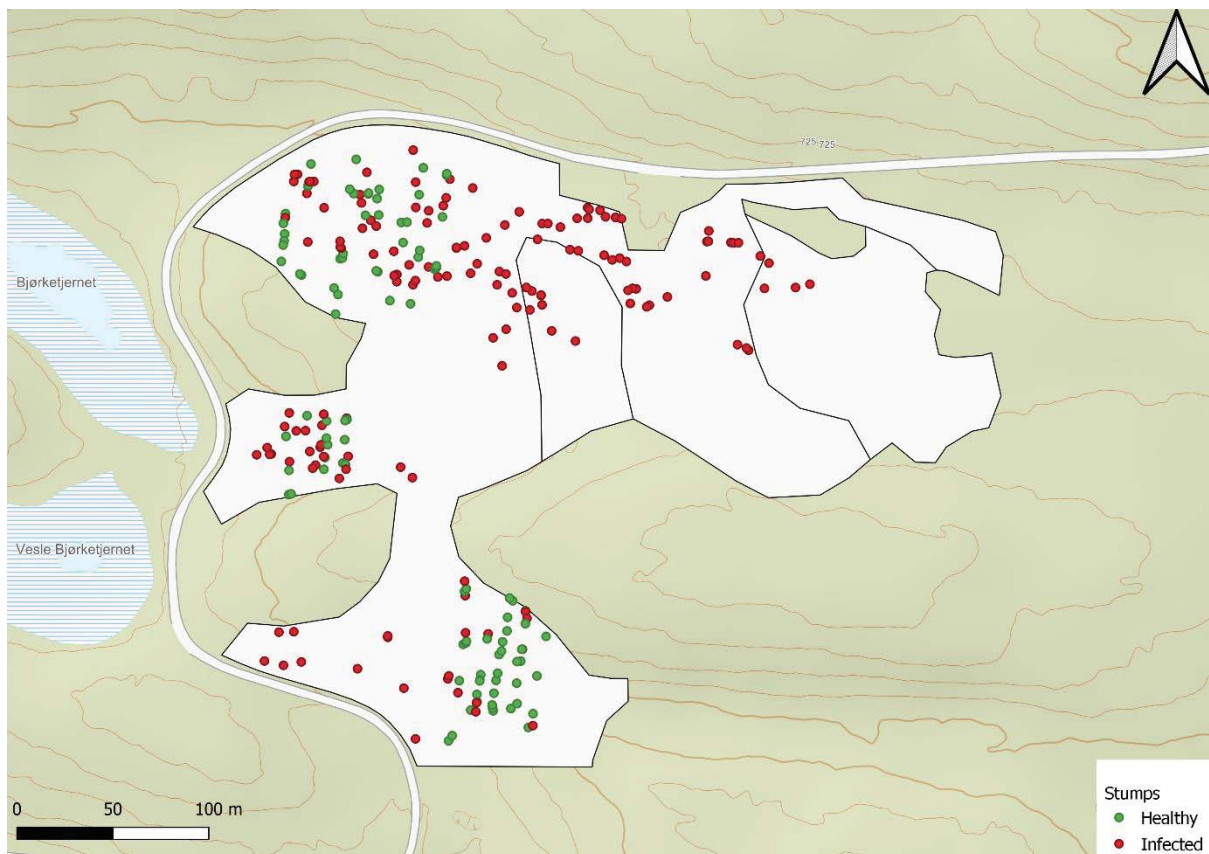 725 725
Bjørketjernet
Vesle Bjørketjernet
0 50 100 m
Stumps
Healthy
Infected